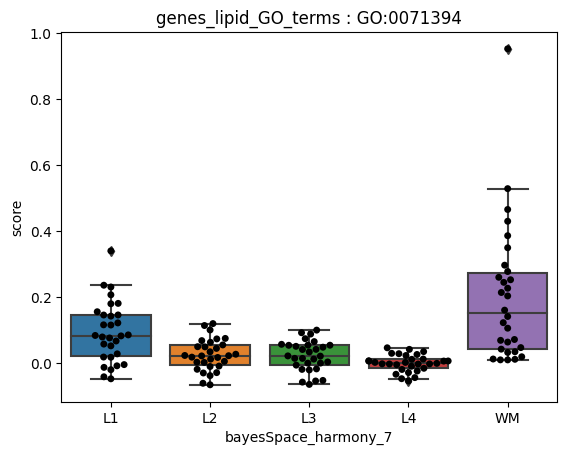 genes_lipid_GO_terms : GO:0071394
1.0
0.8
0.6
0.4
0.2
0.0
score
L1 L2 L3 L4 WM
bayesSpace_harmony_7